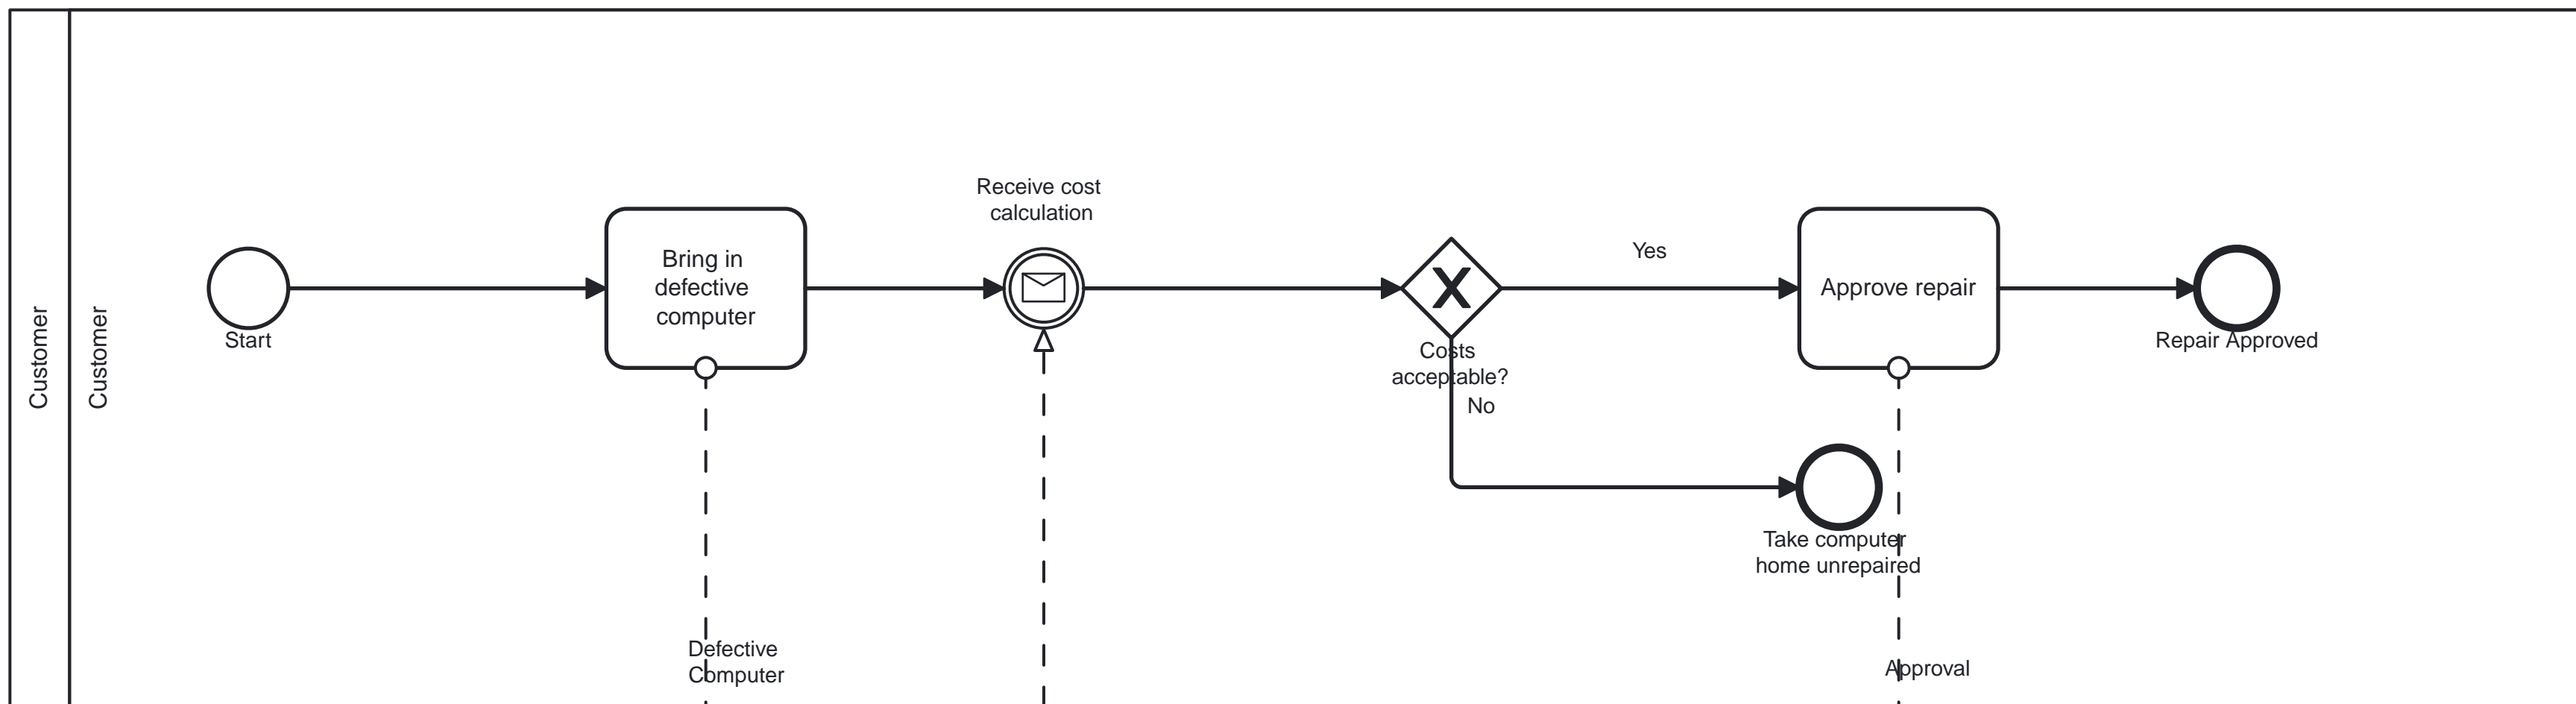 Customer
Customer
Start
Bring in
defective
computer
Receive cost
calculation
Costs
acceptable?
Yes
No
Approve repair
Repair Approved
Take computer
home unrepaired
Defective
Computer
Approval